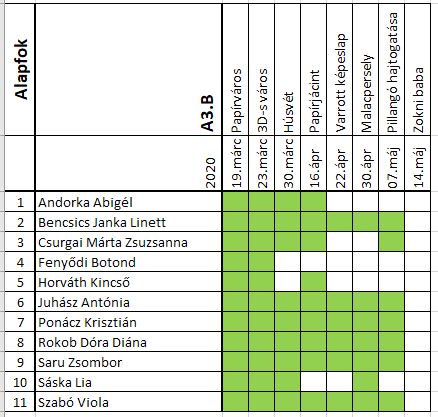 Alapfok
A3.B
2020
19.márc Papírváros
23.márc 3D-s város
30.márc Húsvét
16.ápr Papírjácint
22.ápr Varrott képeslap
30.ápr Malacpersely
07.máj Pillangó hajtogatása
14.máj Zokni baba
1 Andorka Abigél
2 Bencsics Janka Linett
3 Csurgai Márta Zsuzsanna
4 Fenyődi Botond
5 Horváth Kincső
6 Juhász Antónia
7 Ponácz Krisztián
8 Rokob Dóra Diána
9 Saru Zsombor
10 Sáska Lia
11 Szabó Viola